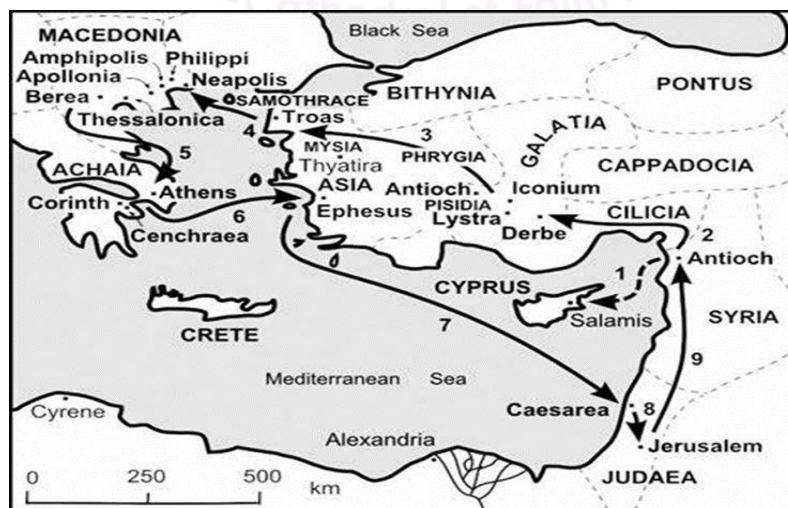 Black Sea
MACEDONIA
Amphipolis
Philippi
Apollonia
Neapolis
Berea
Thessalonica
SAMOTHRACE
Troas
BITHYNIA
PONTUS
GALATIA
3
4
MYSIA
PHRYGIA
Thyatira
CAPPADOCIA
5
ACHAIA
Athens
ASIA
Antioch
Iconium
PISIDIA
Corinth
6
Ephesus
Lystra
CILICIA
Cenchraea
Derbe
2
Antioch
1
CYPRUS
Salamis
SYRIA
7
CRETE
9
Mediterranean Sea
Caesarea
8
Cyrene
Alexandria
Jerusalem
JUDAEA
0 250 500
km